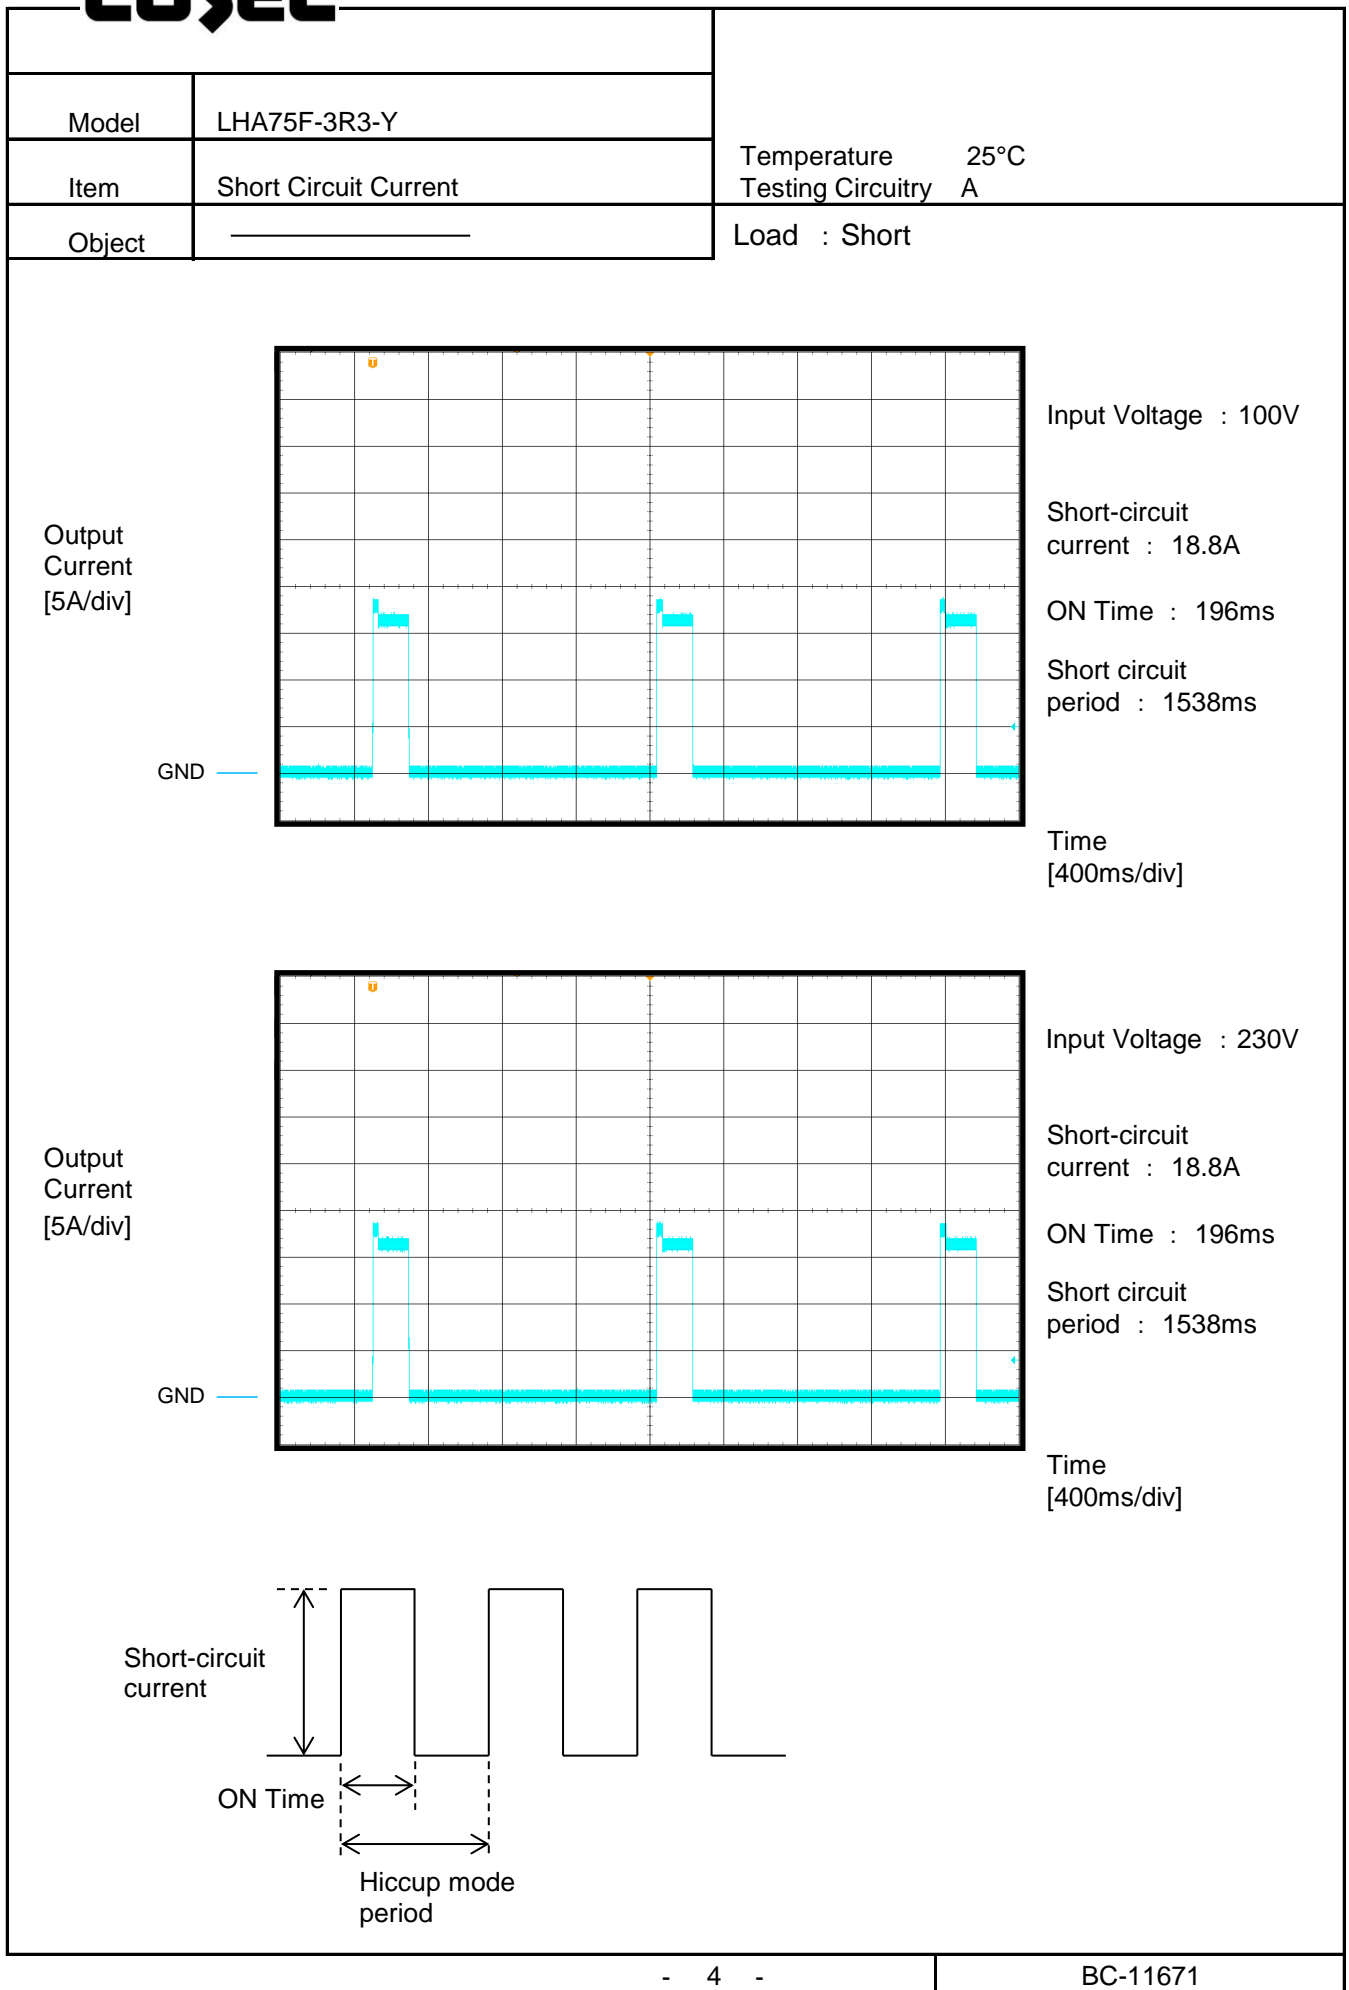 COSEL
Model
LHA75F-3R3-Y
Item
Short Circuit Current
Temperature 25°C
Testing Circuitry A
Object
Load : Short
Output
Current
[5A/div]
GND
Input Voltage : 100V
Short-circuit
current : 18.8A
ON Time : 196ms
Short circuit
period : 1538ms
Time
[400ms/div]
Output
Current
[5A/div]
GND
Input Voltage : 230V
Short-circuit
current : 18.8A
ON Time : 196ms
Short circuit
period : 1538ms
Time
[400ms/div]
Short-circuit
current
ON Time
Hiccup mode
period
- 4 -
BC-11671